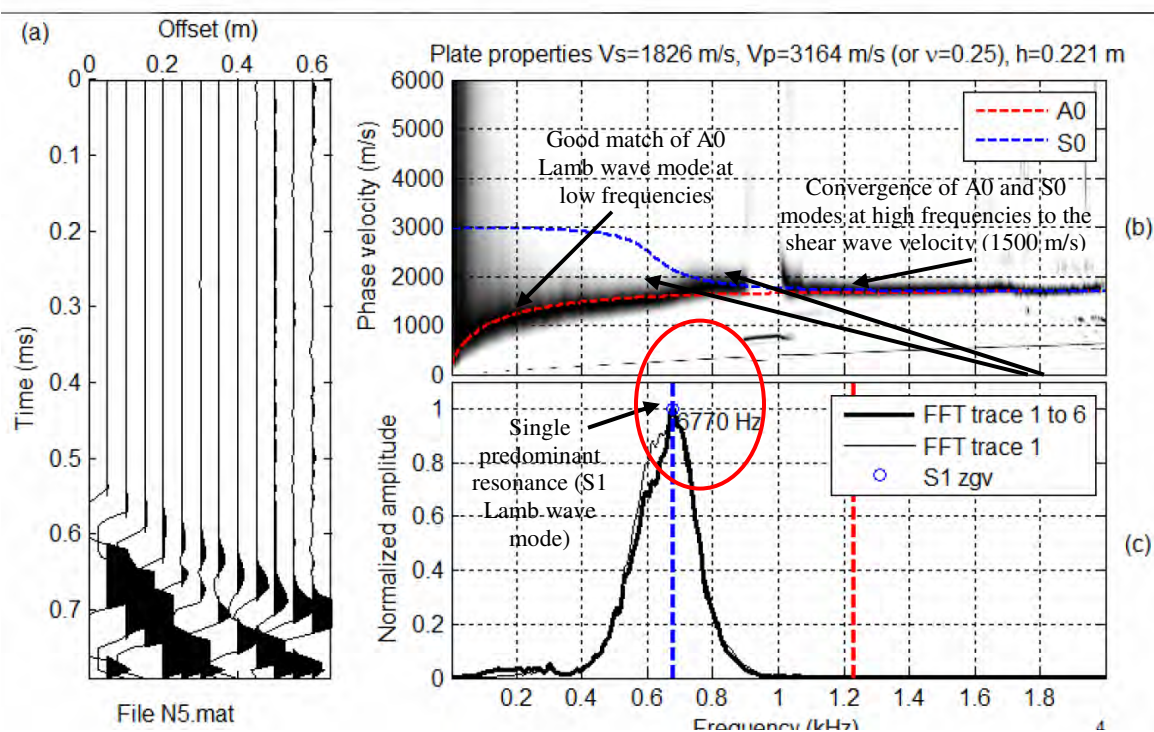 (a)
Offset (m)
0 0.2 0.4 0.6
0
0.1
0.2
0.3
0.4
0.5
0.6
0.7
Time (ms)
File N5.mat
Plate properties Vs=1826 m/s, Vp=3164 m/s (or ν=0.25), h=0.221 m
6000
5000
4000
3000
2000
1000
0
Phase velocity (m/s)
Good match of A0
Lamb wave mode at
low frequencies
A0
S0
Convergence of A0 and S0
modes at high frequencies to the
shear wave velocity (1500 m/s)
(b)
1
0.8
0.6
0.4
0.2
0
Normalized amplitude
6770 Hz
Single
predominant
resonance (S1
Lamb wave
mode)
FFT trace 1 to 6
FFT trace 1
S1 zgv
(c)
0.2 0.4 0.6 0.8 1 1.2 1.4 1.6 1.8
Frequency (kHz)
4